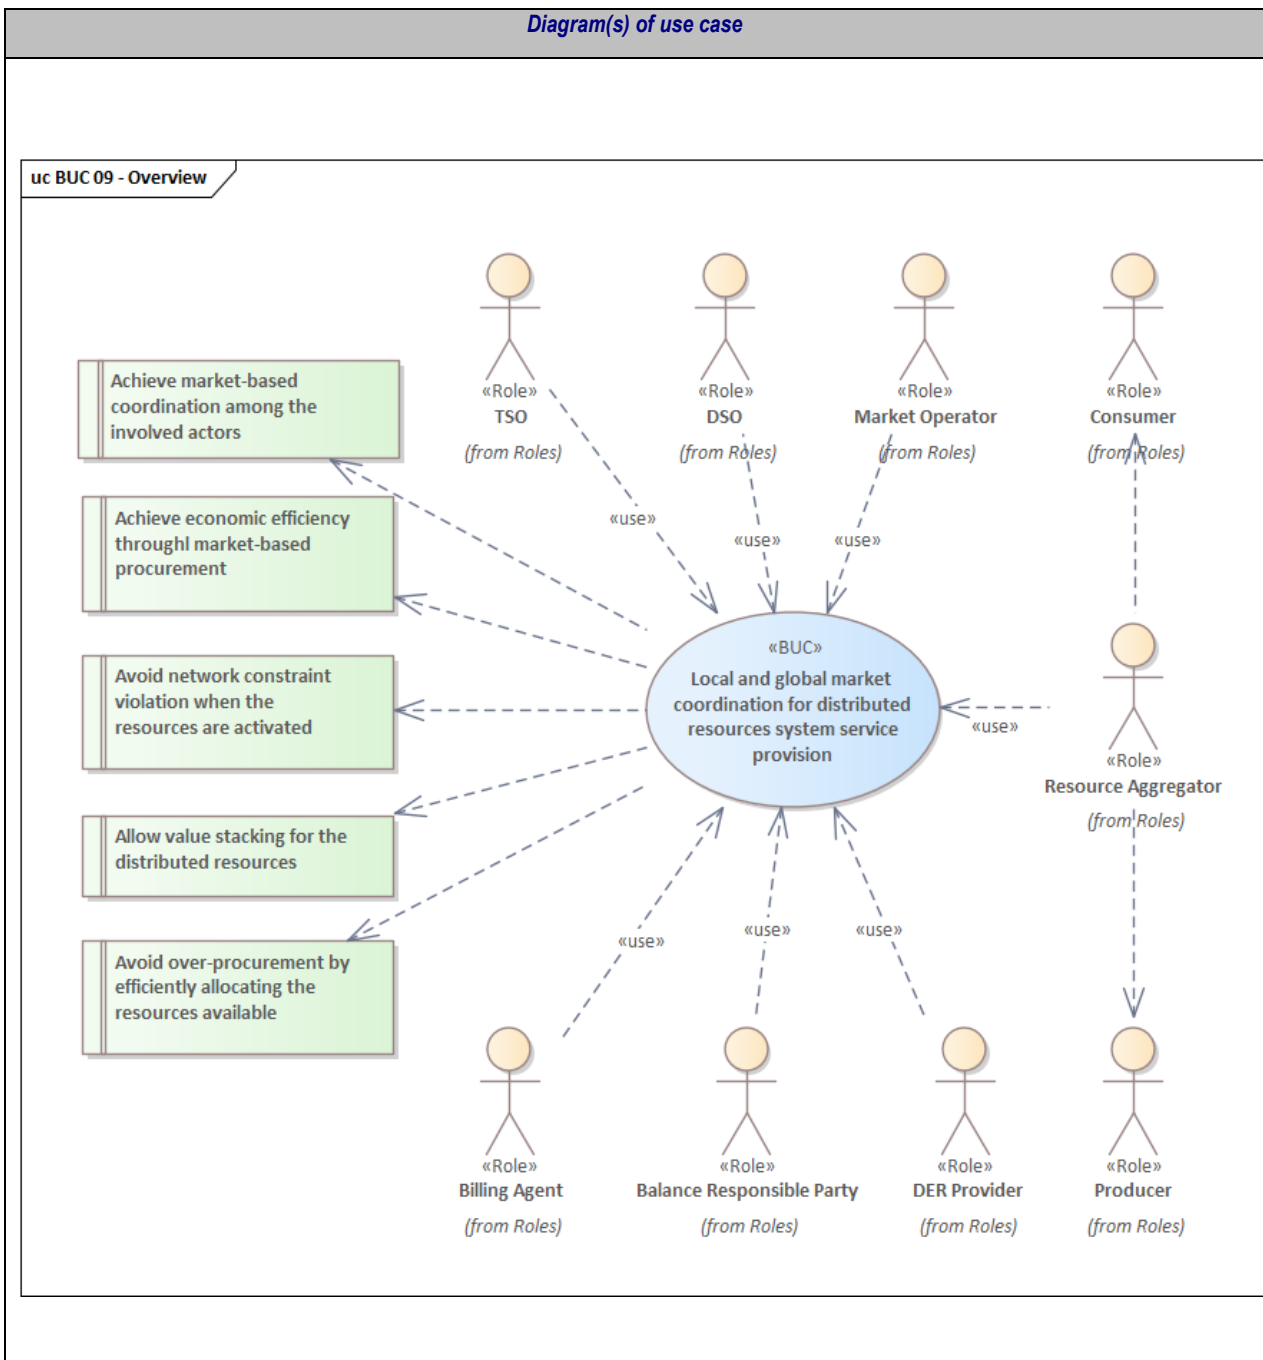 Diagram(s) of use case
uc BUC 09 - Overview
«Role»
TSO
(from Roles)
«Role»
DSO
(from Roles)
«Role»
Market Operator
(from Roles)
«Role»
Consumer
(from Roles)
Achieve market-based
coordination among the
involved actors
Achieve economic efficiency
throughl market-based
procurement
Avoid network constraint
violation when the
resources are activated
Allow value stacking for the
distributed resources
Avoid over-procurement by
efficiently allocating the
resources available
«use»
«use»
«use»
«BUC»
Local and global market
coordination for distributed
resources system service
provision
«use»
«Role»
Resource Aggregator
(from Roles)
«use»
«use»
«use»
«Role»
Billing Agent
(from Roles)
«Role»
Balance Responsible Party
(from Roles)
«Role»
DER Provider
(from Roles)
«Role»
Producer
(from Roles)